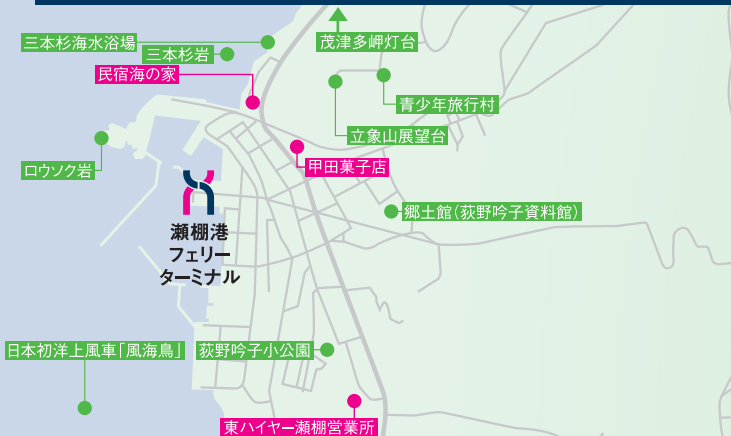 三本杉海水浴場
茂津多岬灯台
三本杉岩
民宿海の家
青少年旅行村
立象山展望台
ロウソク岩
甲田菓子店
郷土館(荻野吟子資料館)
瀬棚港
フェリー
ターミナル
日本初洋上風車「風海鳥」
荻野吟子小公園
東ハイヤー瀬棚営業所